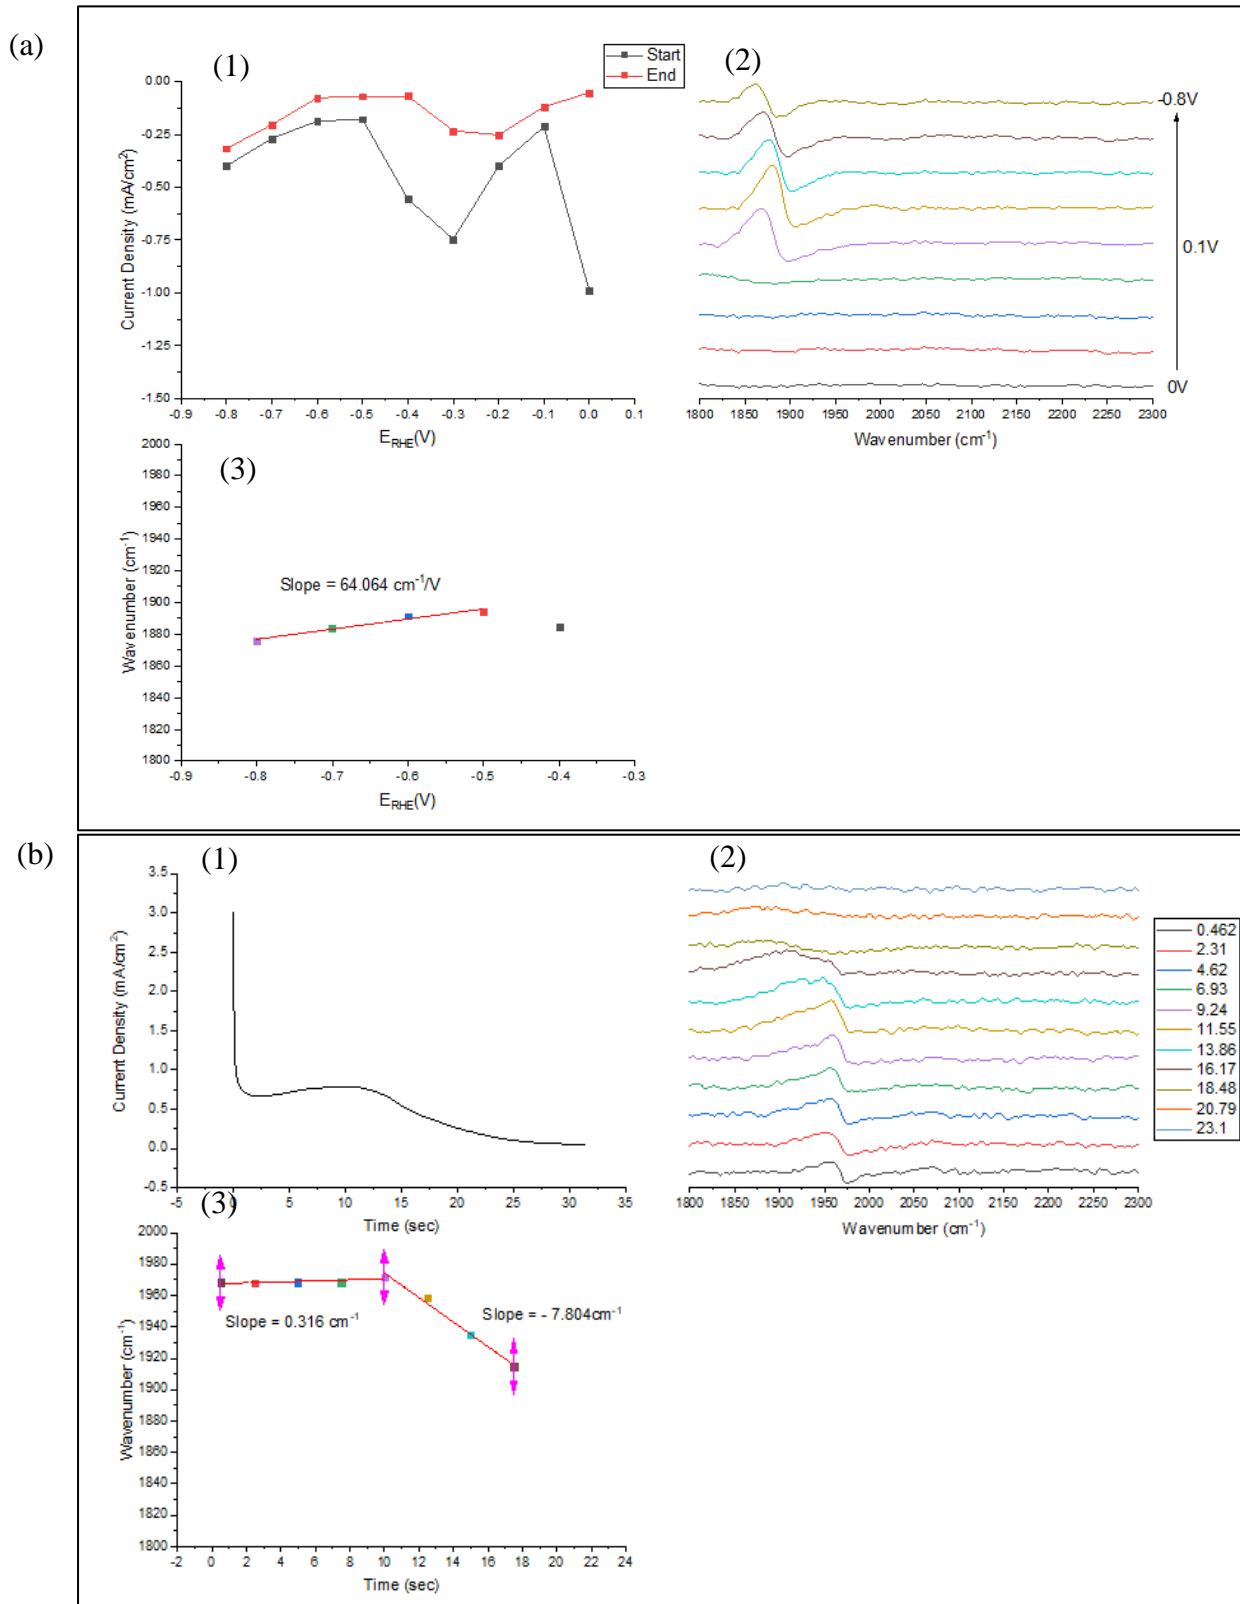 (a)
(1)
Start
End
0.00
-0.25
-0.50
-0.75
-1.00
-1.25
-1.50
Current Density (mA/cm²)
-0.9 -0.8 -0.7 -0.6 -0.5 -0.4 -0.3 -0.2 -0.1 0.0 0.1
E_RHE(V)
(2)
-0.8V
0.1V
0V
1800 1850 1900 1950 2000 2050 2100 2150 2200 2250 2300
Wavenumber (cm⁻¹)
(3)
2000
1980
1960
1940
1920
1900
1880
1860
1840
1820
1800
Wavenumber (cm⁻¹)
Slope = 64.064 cm⁻¹/V
-0.9 -0.8 -0.7 -0.6 -0.5 -0.4 -0.3
E_RHE(V)
(b)
(1)
3.5
3.0
2.5
2.0
1.5
1.0
0.5
0.0
-0.5
Current Density (mA/cm²)
-5 0 5 10 15 20 25 30 35
Time (sec)
(2)
0.462
2.31
4.62
6.93
9.24
11.55
13.86
16.17
18.48
20.79
23.1
1800 1850 1900 1950 2000 2050 2100 2150 2200 2250 2300
Wavenumber (cm⁻¹)
(3)
2000
1980
1960
1940
1920
1900
1880
1860
1840
1820
1800
Wavenumber (cm⁻¹)
Slope = 0.316 cm⁻¹
Slope = - 7.804cm⁻¹
-2 0 2 4 6 8 10 12 14 16 18 20 22 24
Time (sec)